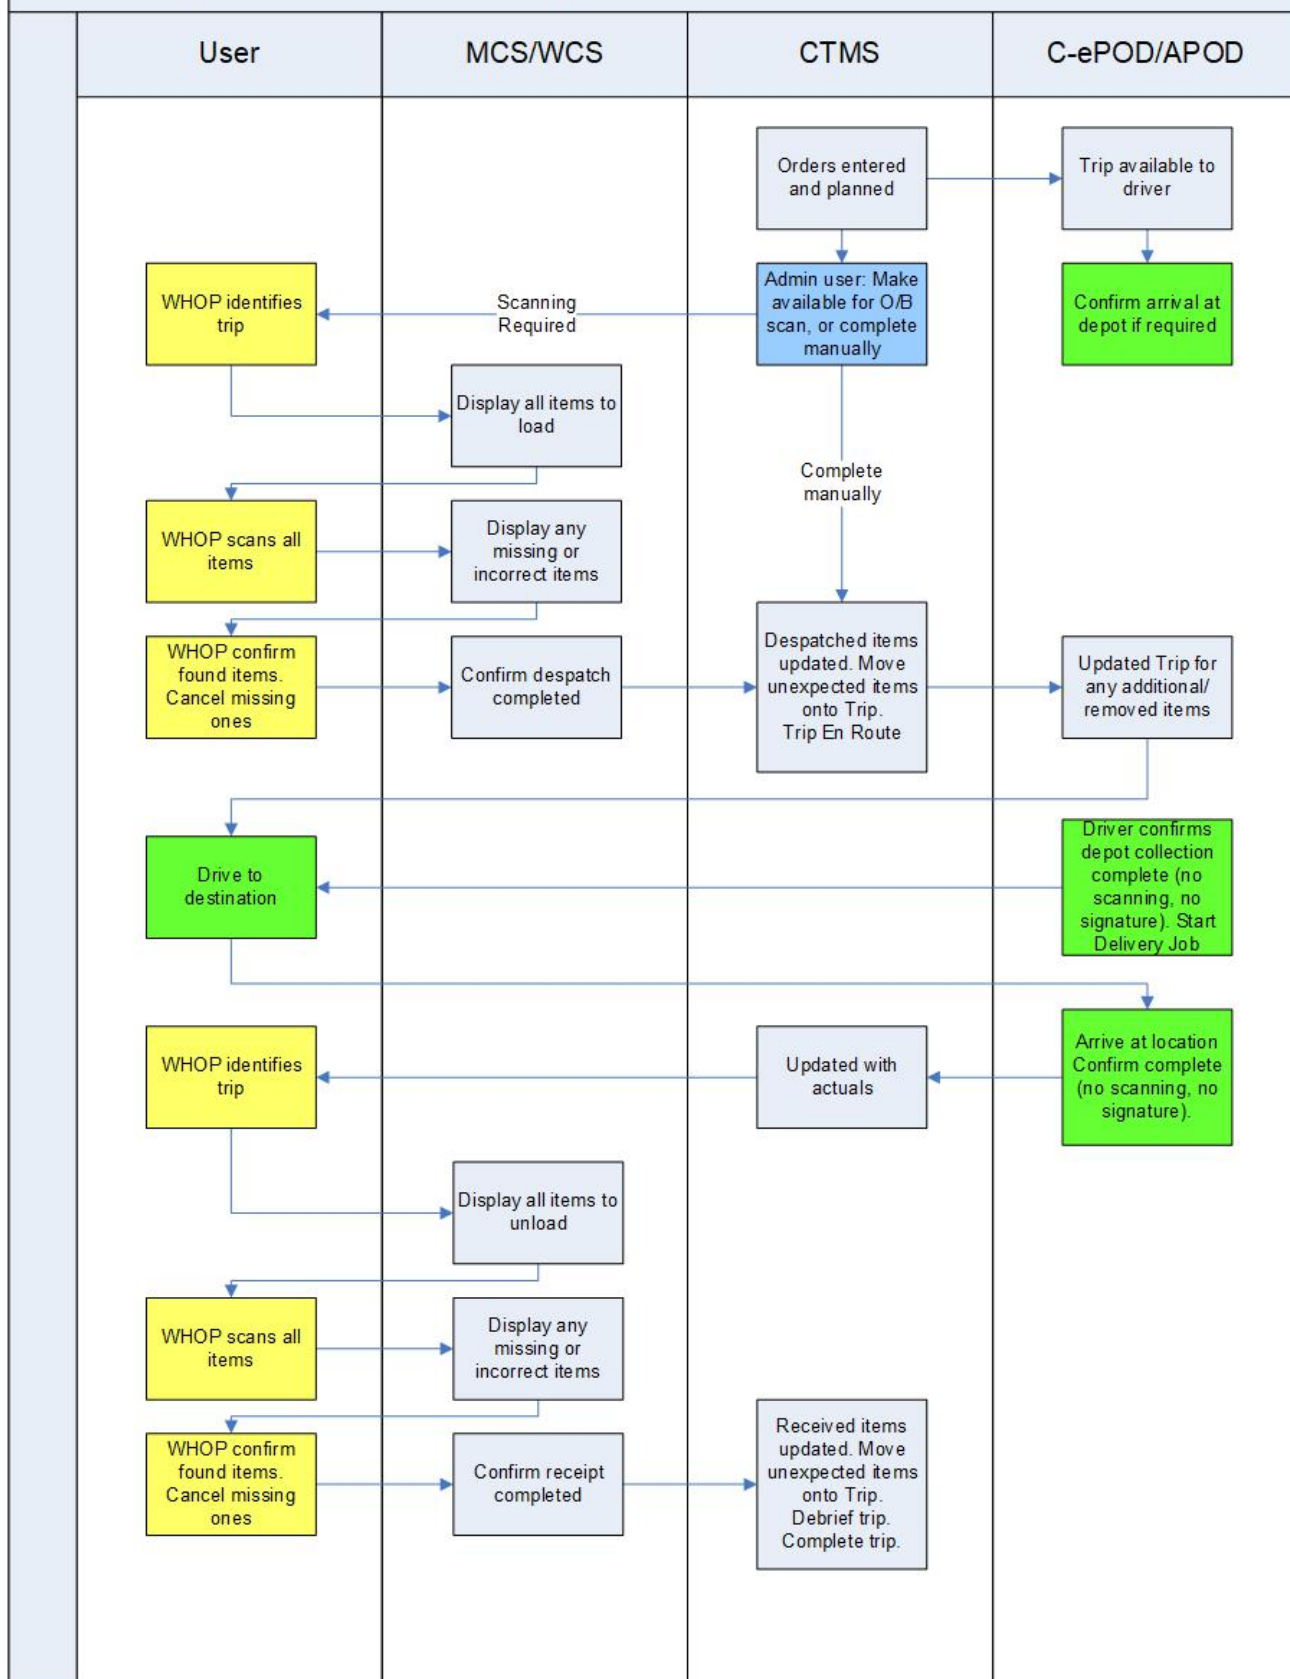 User
MCS/WCS
CTMS
C-ePOD/APOD
Orders entered
and planned
Trip available to
driver
WHOP identifies
trip
Scanning
Required
Admin user: Make
available for O/B
scan, or complete
manually
Confirm arrival at
depot if required
Display all items to
load
Complete
manually
WHOP scans all
items
Display any
missing or
incorrect items
WHOP confirm
found items.
Cancel missing
ones
Confirm despatch
completed
Despatched items
updated. Move
unexpected items
onto Trip.
Trip En Route
Updated Trip for
any additional/
removed items
Drive to
destination
Driver confirms
depot collection
complete (no
scanning, no
signature). Start
Delivery Job
WHOP identifies
trip
Updated with
actuals
Arrive at location
Confirm complete
(no scanning, no
signature).
Display all items to
unload
WHOP scans all
items
Display any
missing or
incorrect items
WHOP confirm
found items.
Cancel missing
ones
Confirm receipt
completed
Received items
updated. Move
unexpected items
onto Trip.
Debrief trip.
Complete trip.